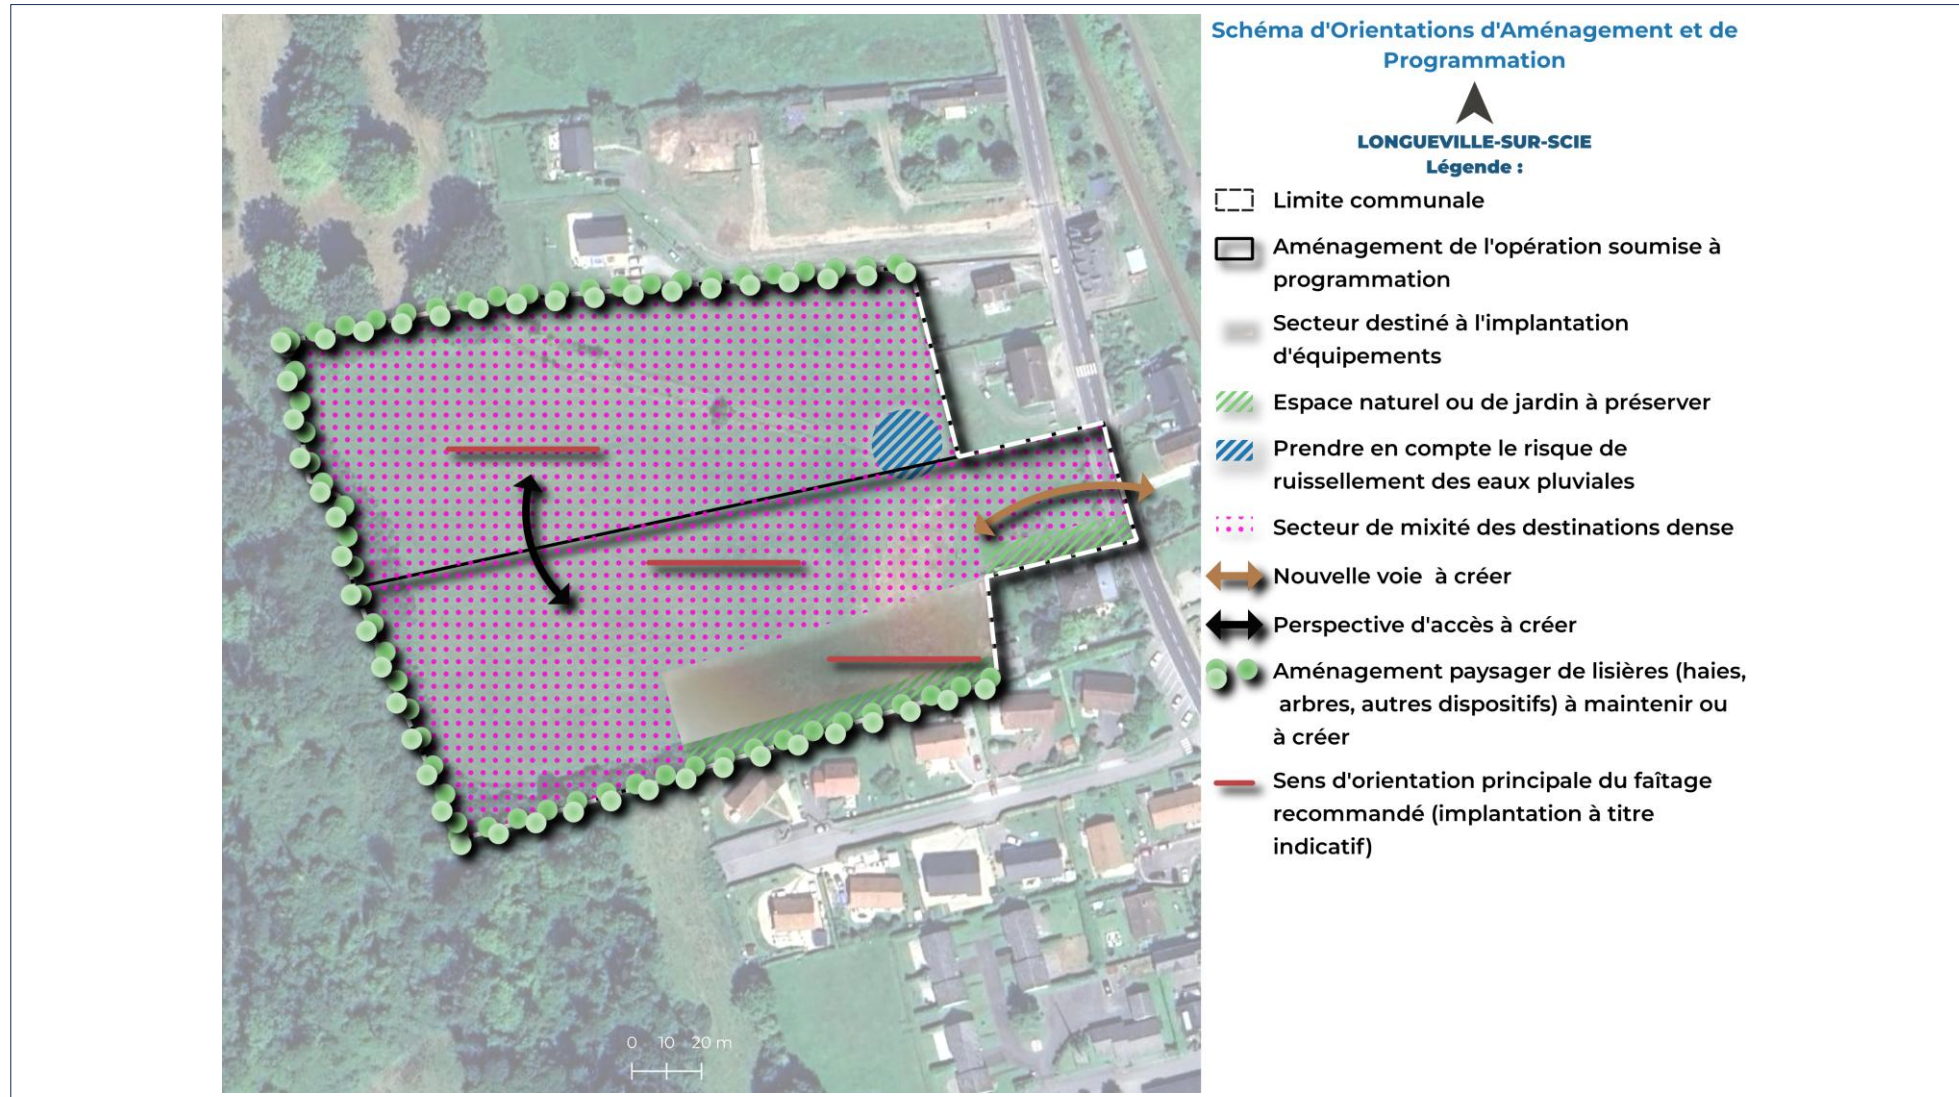 Schéma d'Orientations d'Aménagement et de
Programmation
LONGUEVILLE-SUR-SCIE
Légende :
Limite communale
Aménagement de l'opération soumise à
programmation
Secteur destiné à l'implantation
d'équipements
Espace naturel ou de jardin à préserver
Prendre en compte le risque de
ruissellement des eaux pluviales
Secteur de mixité des destinations dense
Nouvelle voie à créer
Perspective d'accès à créer
Aménagement paysager de lisières (haies,
arbres, autres dispositifs) à maintenir ou
à créer
Sens d'orientation principale du faîtage
recommandé (implantation à titre
indicatif)
0 10 20 m